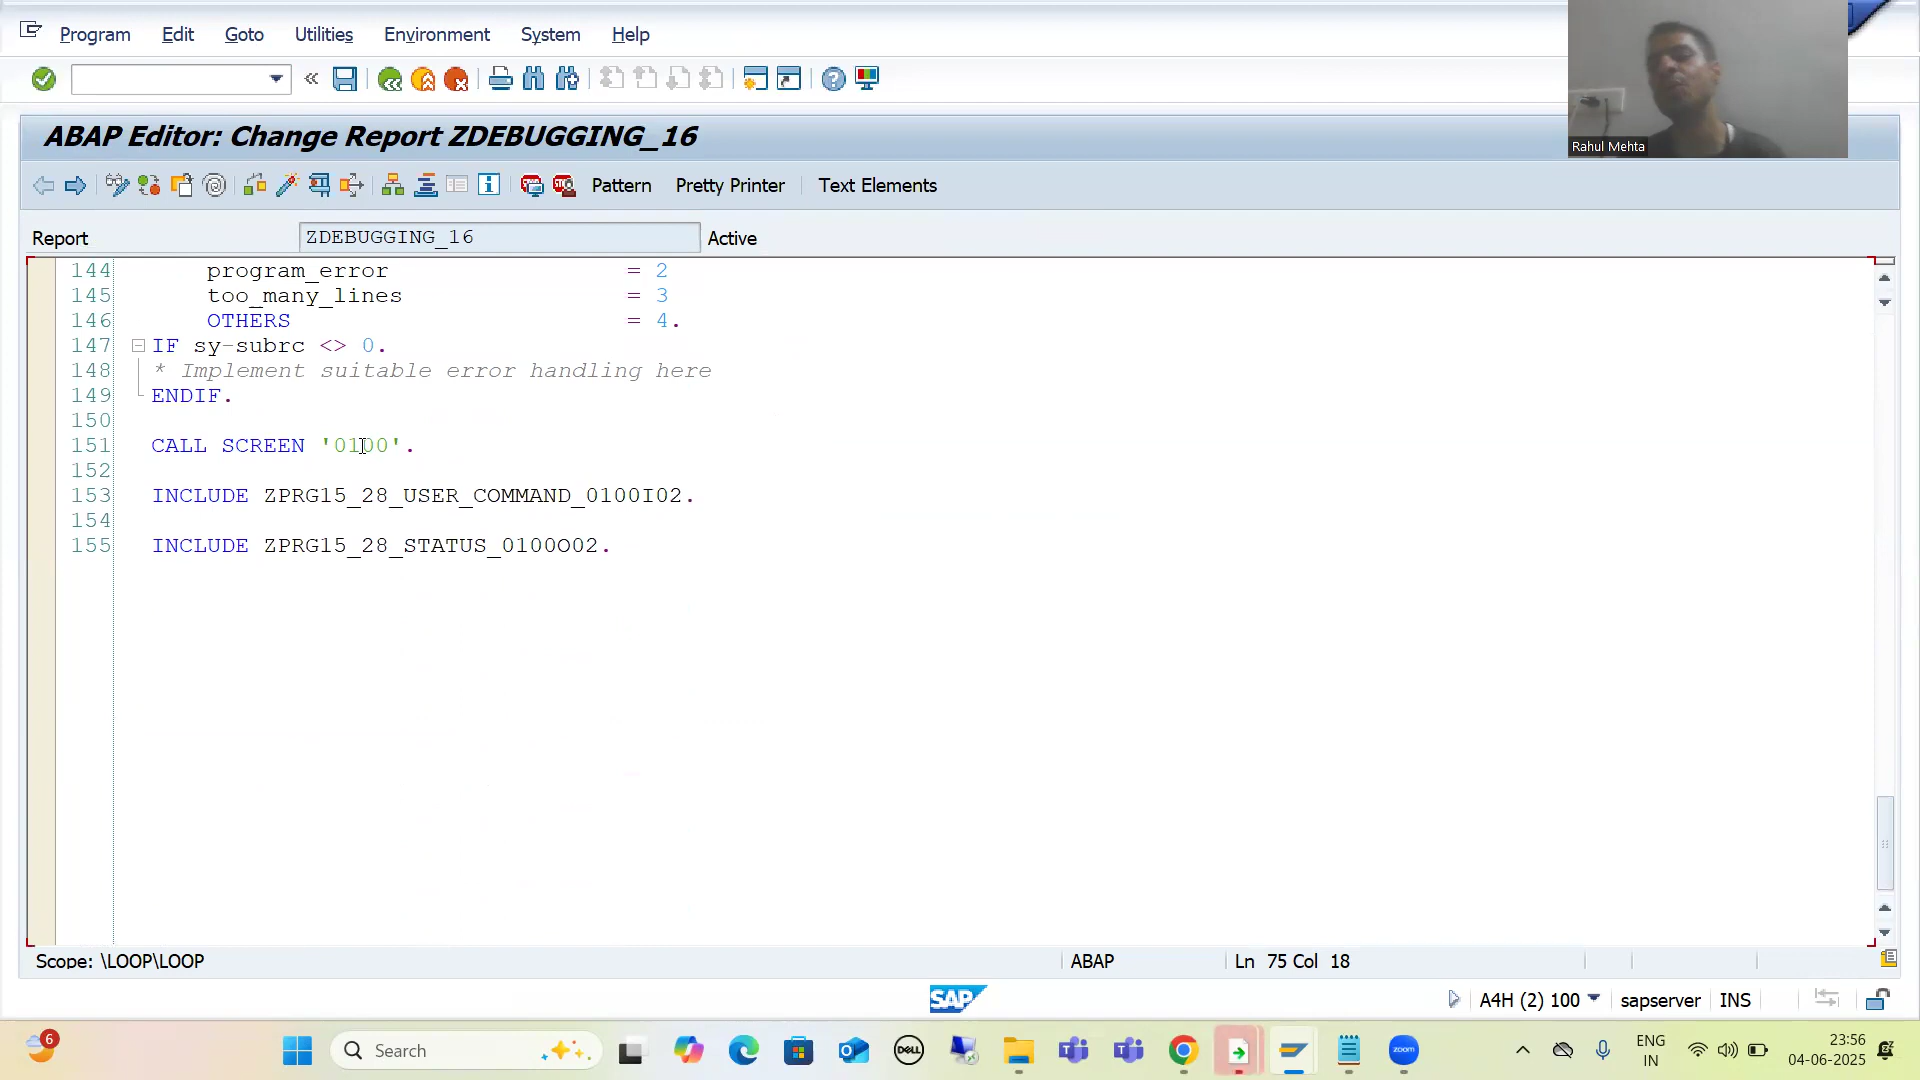 Program Edit Goto Utilities Environment System Help
Rahul Mehta
ABAP Editor: Change Report ZDEBUGGING_16
Pattern Pretty Printer Text Elements
Report ZDEBUGGING_16 Active
144 program_error = 2
145 too_many_lines = 3
146 OTHERS = 4.
147 IF sy-subrc <> 0.
148 * Implement suitable error handling here
149 ENDIF.
150
151 CALL SCREEN '0100'.
152
153 INCLUDE ZPRG15_28_USER_COMMAND_0100I02.
154
155 INCLUDE ZPRG15_28_STATUS_0100O02.
Scope: \LOOP\LOOP ABAP Ln 75 Col 18
SAP A4H (2) 100 sapserver INS
6 Search DELL zoom ENG 23:56
IN 04-06-2025